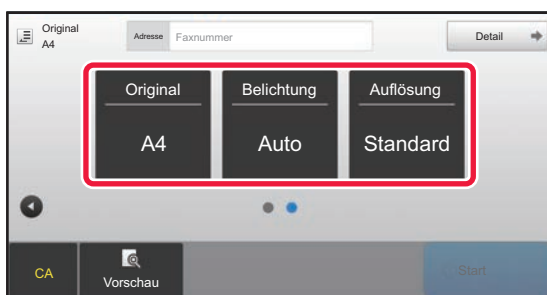 Original
A4
Adresse
Faxnummer
Detail
Original
Belichtung
Auflösung
A4
Auto
Standard
CA
Vorschau
Start